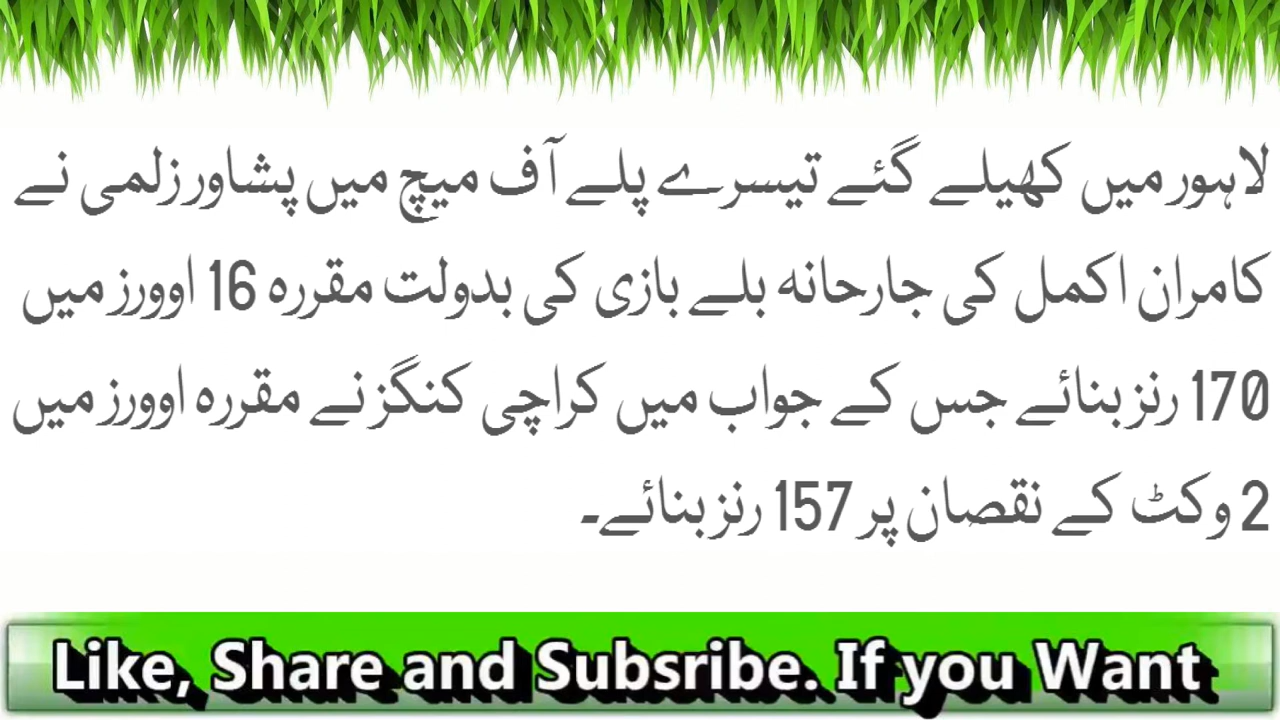 لاہور میں کھیلے گئے تیسرے پلے آف میچ میں پشاور زلمی نے
کامران اکمل کی جارحانہ بلے بازی کی بدولت مقررہ 16 اوورز میں
170 رنز بنائے جس کے جواب میں کراچی کنگز نے مقررہ اوورز میں
2 وکٹ کے نقصان پر 157 رنز بنائے۔
Like, Share and Subsribe. If you Want